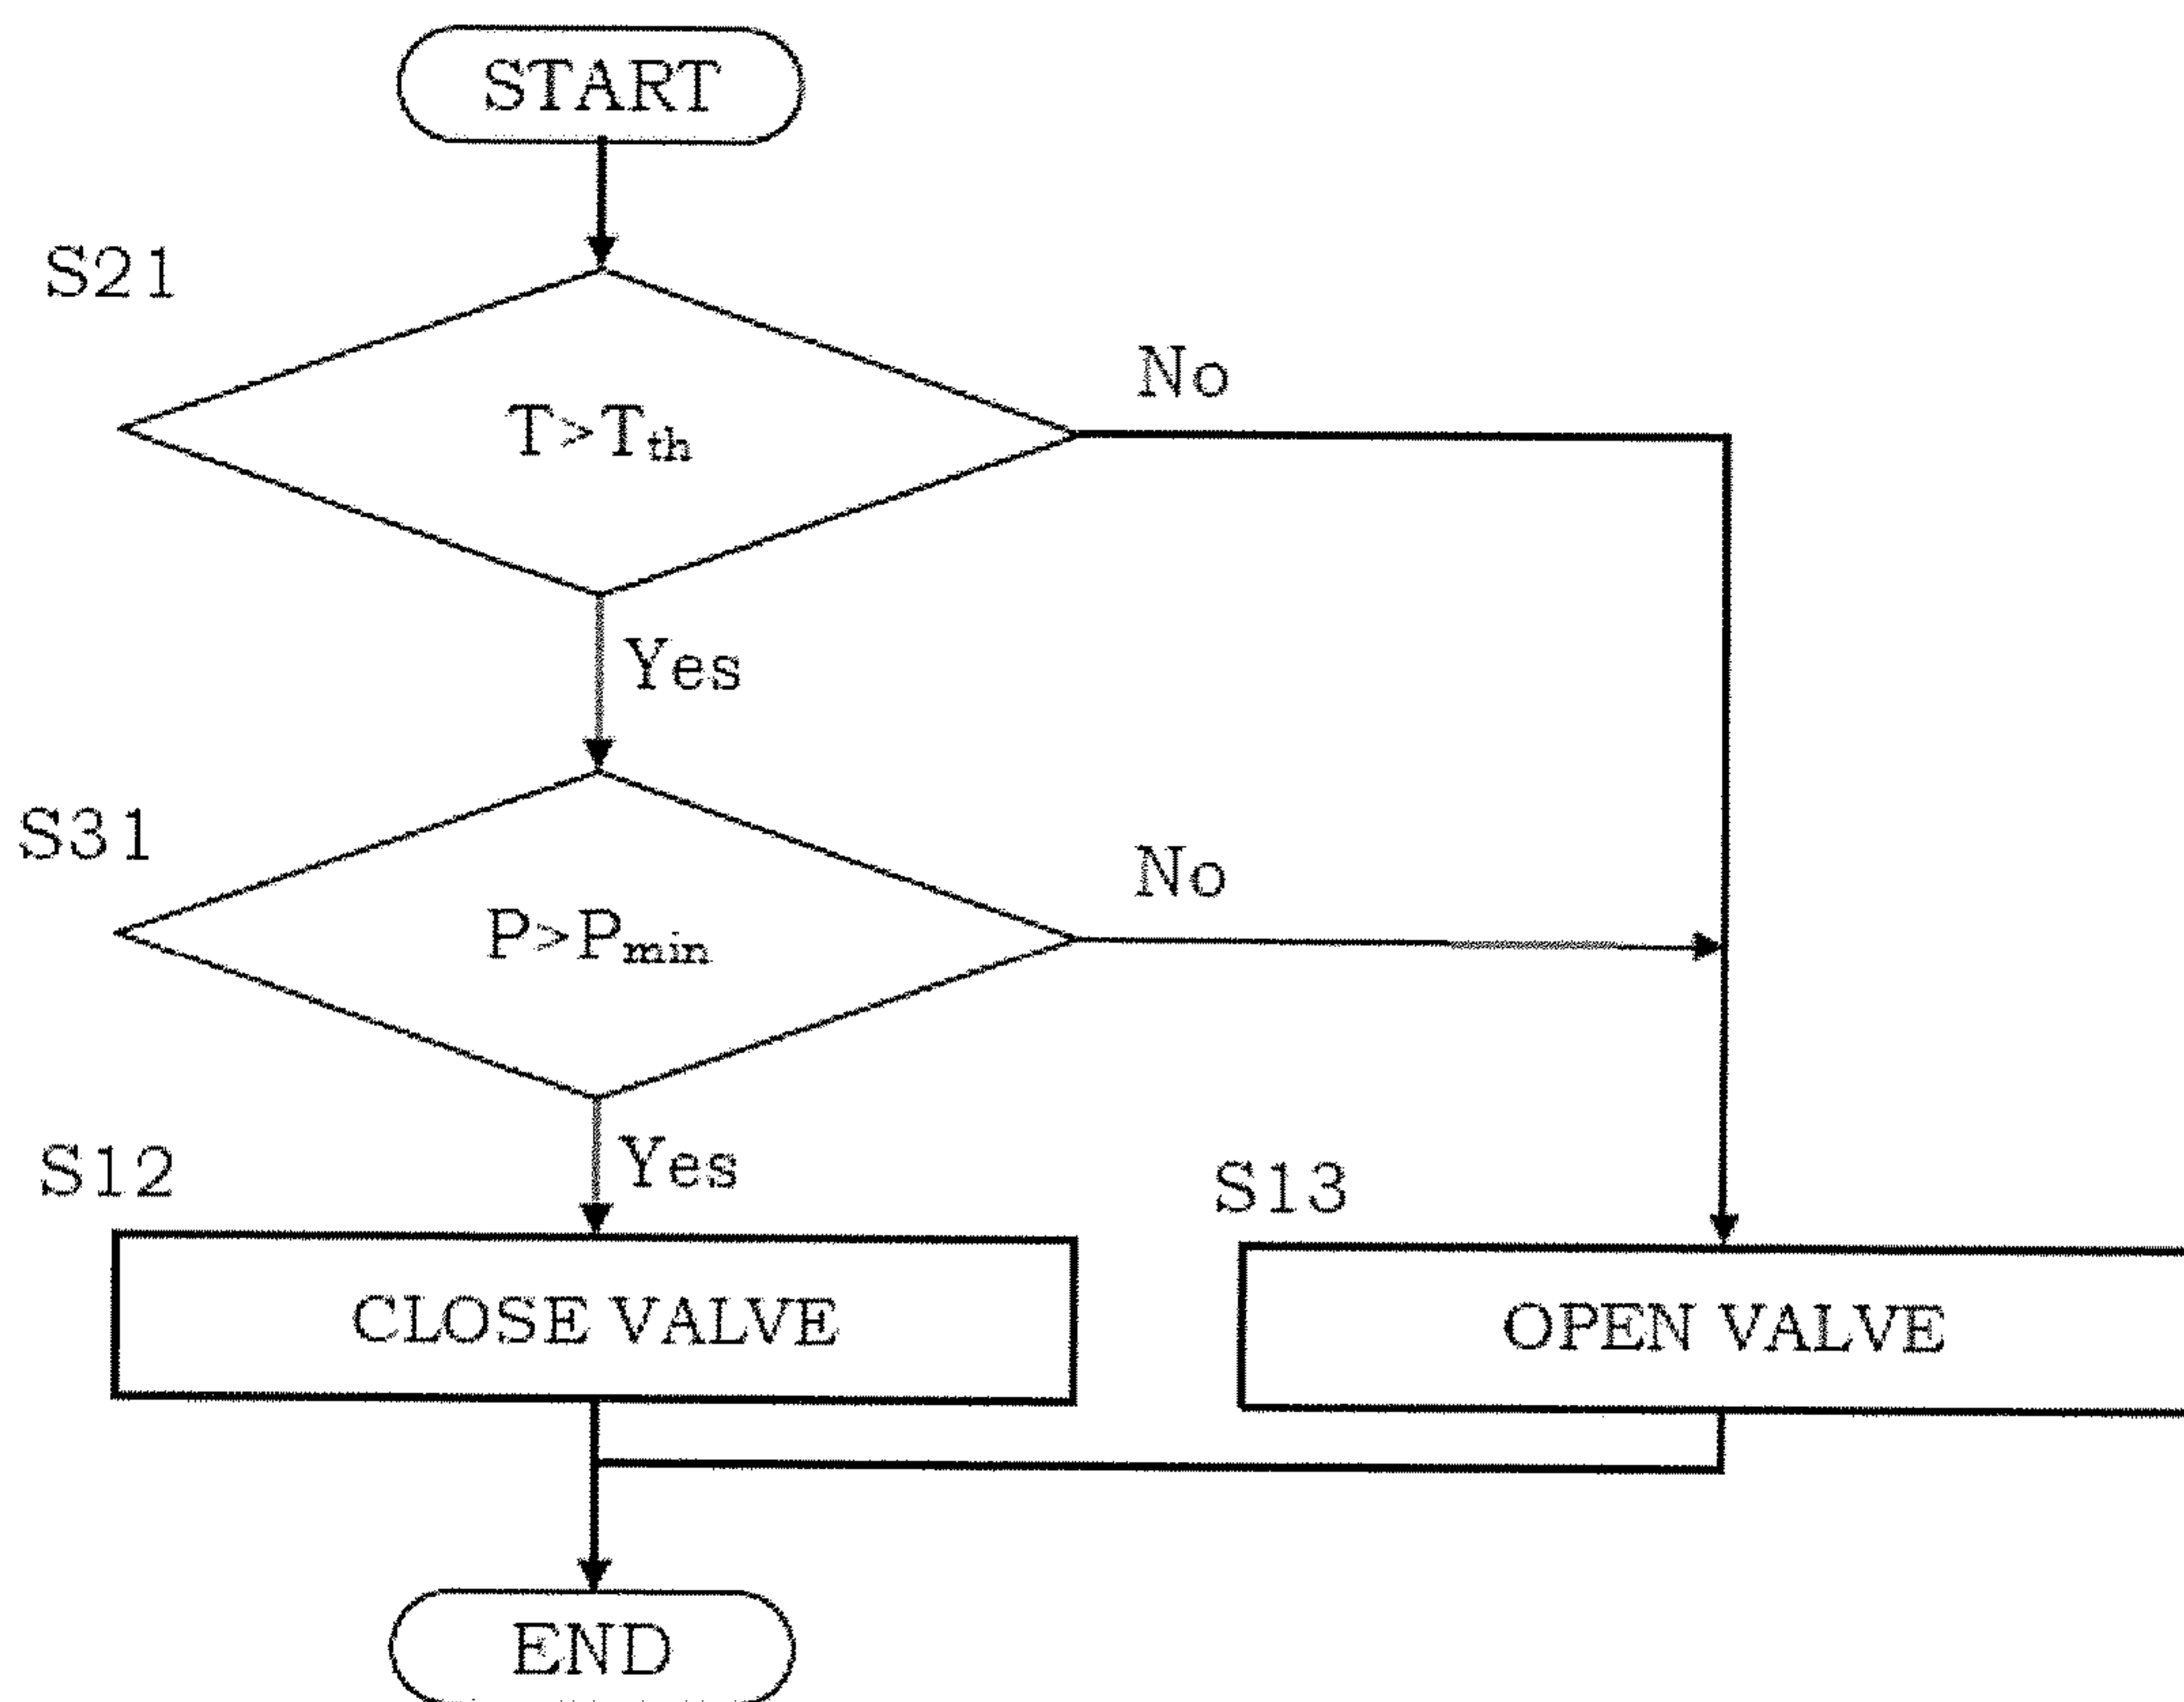 START
S21
T>Tth
No
Yes
S31
P>Pmin
No
Yes
S12
S13
CLOSE VALVE
OPEN VALVE
END